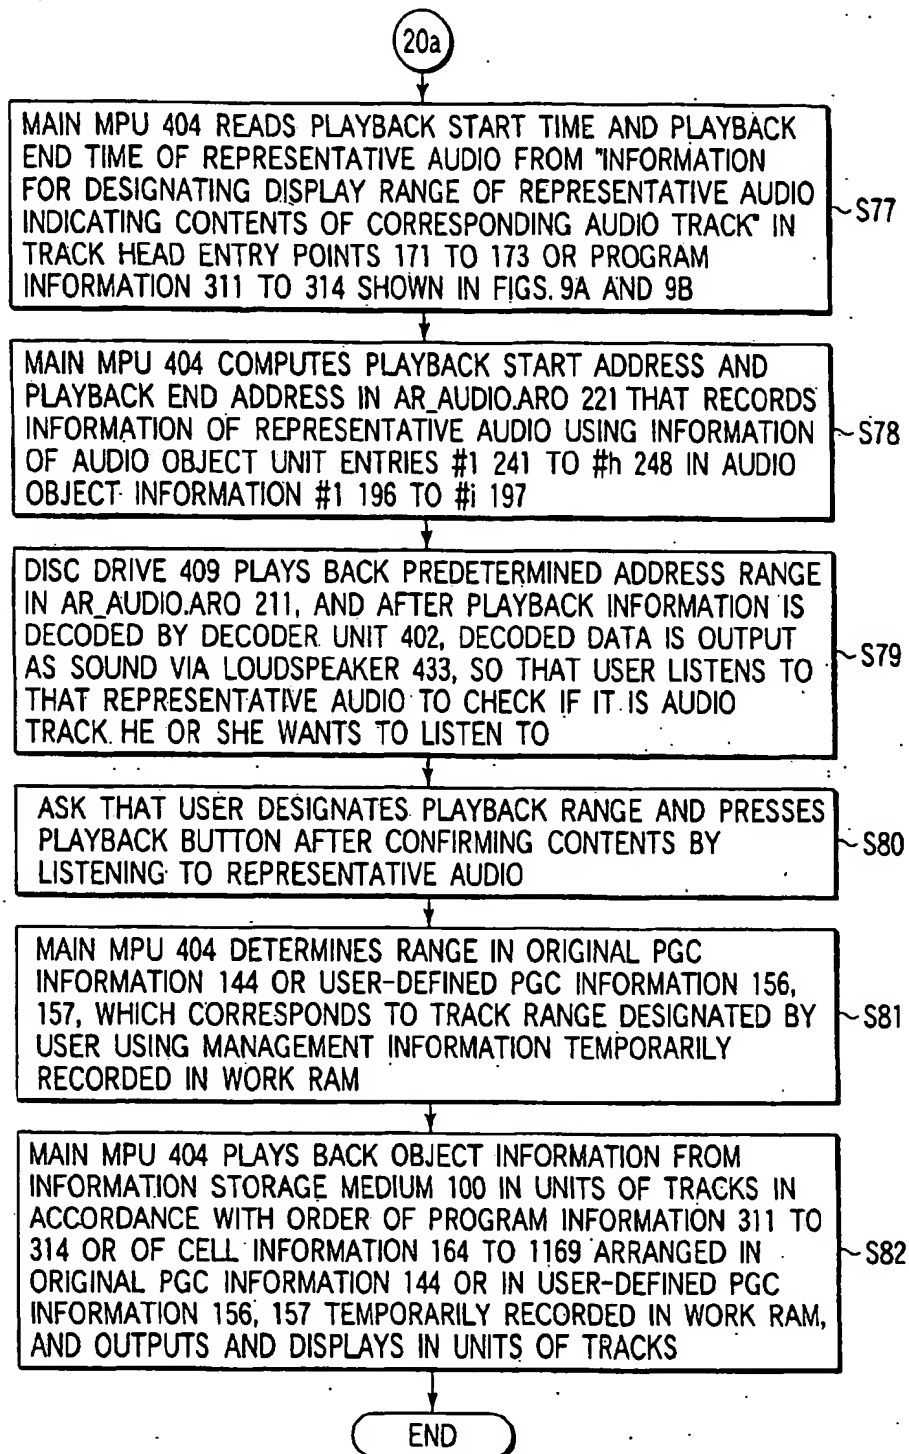 20a
MAIN MPU 404 READS PLAYBACK START TIME AND PLAYBACK
END TIME OF REPRESENTATIVE AUDIO FROM "INFORMATION
FOR DESIGNATING DISPLAY RANGE OF REPRESENTATIVE AUDIO
INDICATING CONTENTS OF CORRESPONDING AUDIO TRACK" IN
TRACK HEAD ENTRY POINTS 171 TO 173 OR PROGRAM
INFORMATION 311 TO 314 SHOWN IN FIGS. 9A AND 9B
S77
MAIN MPU 404 COMPUTES PLAYBACK START ADDRESS AND
PLAYBACK END ADDRESS IN AR_AUDIO.ARO 221 THAT RECORDS
INFORMATION OF REPRESENTATIVE AUDIO USING INFORMATION
OF AUDIO OBJECT UNIT ENTRIES #1 241 TO #h 248 IN AUDIO
OBJECT INFORMATION #1 196 TO #i 197
S78
DISC DRIVE 409 PLAYS BACK PREDETERMINED ADDRESS RANGE
IN AR_AUDIO.ARO 211, AND AFTER PLAYBACK INFORMATION IS
DECODED BY DECODER UNIT 402, DECODED DATA IS OUTPUT
AS SOUND VIA LOUDSPEAKER 433, SO THAT USER LISTENS TO
THAT REPRESENTATIVE AUDIO TO CHECK IF IT IS AUDIO
TRACK HE OR SHE WANTS TO LISTEN TO
S79
ASK THAT USER DESIGNATES PLAYBACK RANGE AND PRESSES
PLAYBACK BUTTON AFTER CONFIRMING CONTENTS BY
LISTENING TO REPRESENTATIVE AUDIO
S80
MAIN MPU 404 DETERMINES RANGE IN ORIGINAL PGC
INFORMATION 144 OR USER-DEFINED PGC INFORMATION 156,
157, WHICH CORRESPONDS TO TRACK RANGE DESIGNATED BY
USER USING MANAGEMENT INFORMATION TEMPORARILY
RECORDED IN WORK RAM
S81
MAIN MPU 404 PLAYS BACK OBJECT INFORMATION FROM
INFORMATION STORAGE MEDIUM 100 IN UNITS OF TRACKS IN
ACCORDANCE WITH ORDER OF PROGRAM INFORMATION 311 TO
314 OR OF CELL INFORMATION 164 TO 1169 ARRANGED IN
ORIGINAL PGC INFORMATION 144 OR IN USER-DEFINED PGC
INFORMATION 156, 157 TEMPORARILY RECORDED IN WORK RAM,
AND OUTPUTS AND DISPLAYS IN UNITS OF TRACKS
S82
END